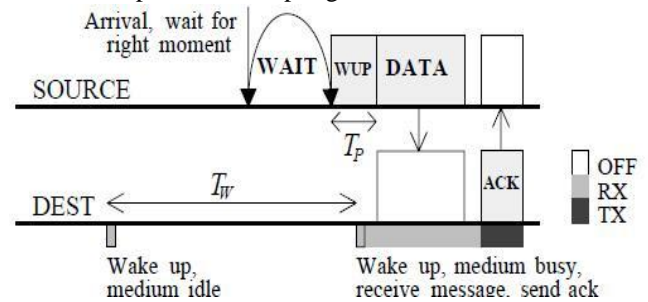 Arrival, wait for
right moment
WAIT
WUP
DATA
SOURCE
T_P
T_W
ACK
DEST
OFF
RX
TX
Wake up,
medium idle
Wake up, medium busy,
receive message, send ack